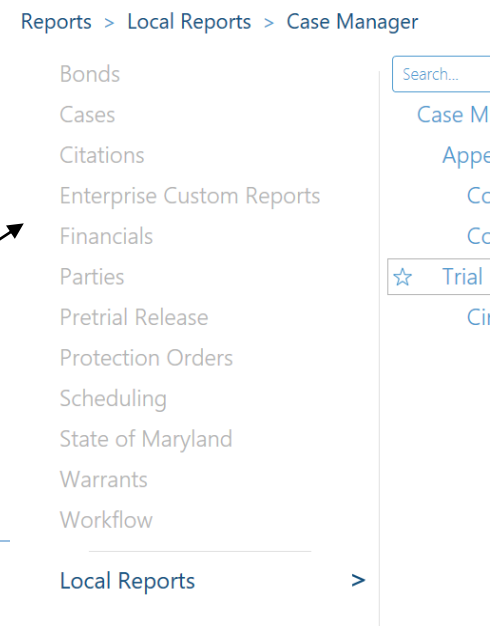 Reports > Local Reports > Case Manager
Bonds
Cases
Citations
Enterprise Custom Reports
Financials
Parties
Pretrial Release
Protection Orders
Scheduling
State of Maryland
Warrants
Workflow
Local Reports >
Search...
Case M
Appe
Co
Co
Trial
Cir